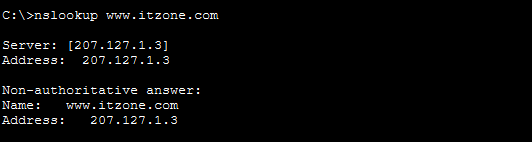 C:\>nslookup www.itzone.com
Server: [207.127.1.3]
Address:  207.127.1.3
Non-authoritative answer:
Name:   www.itzone.com
Address:   207.127.1.3